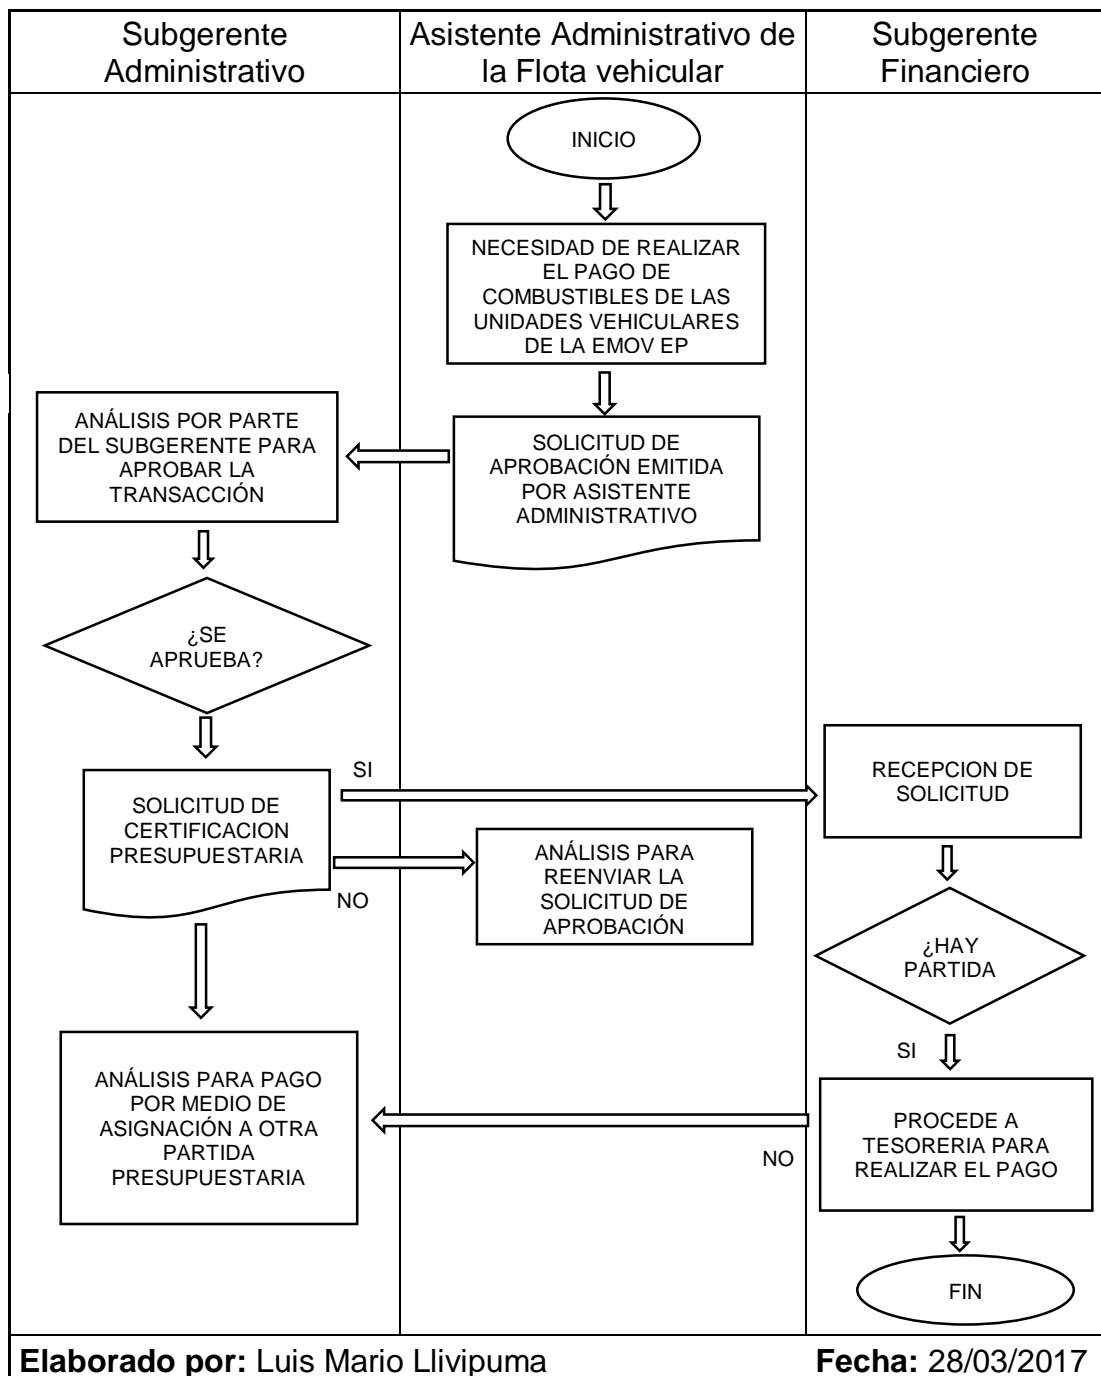 Subgerente
Administrativo
Asistente Administrativo de
la Flota vehicular
Subgerente
Financiero
INICIO
NECESIDAD DE REALIZAR
EL PAGO DE
COMBUSTIBLES DE LAS
UNIDADES VEHICULARES
DE LA EMOV EP
ANÁLISIS POR PARTE
DEL SUBGERENTE PARA
APROBAR LA
TRANSACCIÓN
SOLICITUD DE
APROBACIÓN EMITIDA
POR ASISTENTE
ADMINISTRATIVO
¿SE
APRUEBA?
SI
RECEPCION DE
SOLICITUD
SOLICITUD DE
CERTIFICACION
PRESUPUESTARIA
NO
ANÁLISIS PARA
REENVIAR LA
SOLICITUD DE
APROBACIÓN
¿HAY
PARTIDA
SI
ANÁLISIS PARA PAGO
POR MEDIO DE
ASIGNACIÓN A OTRA
PARTIDA
PRESUPUESTARIA
NO
PROCEDE A
TESORERIA PARA
REALIZAR EL PAGO
FIN
Elaborado por: Luis Mario Llivipuma
Fecha: 28/03/2017